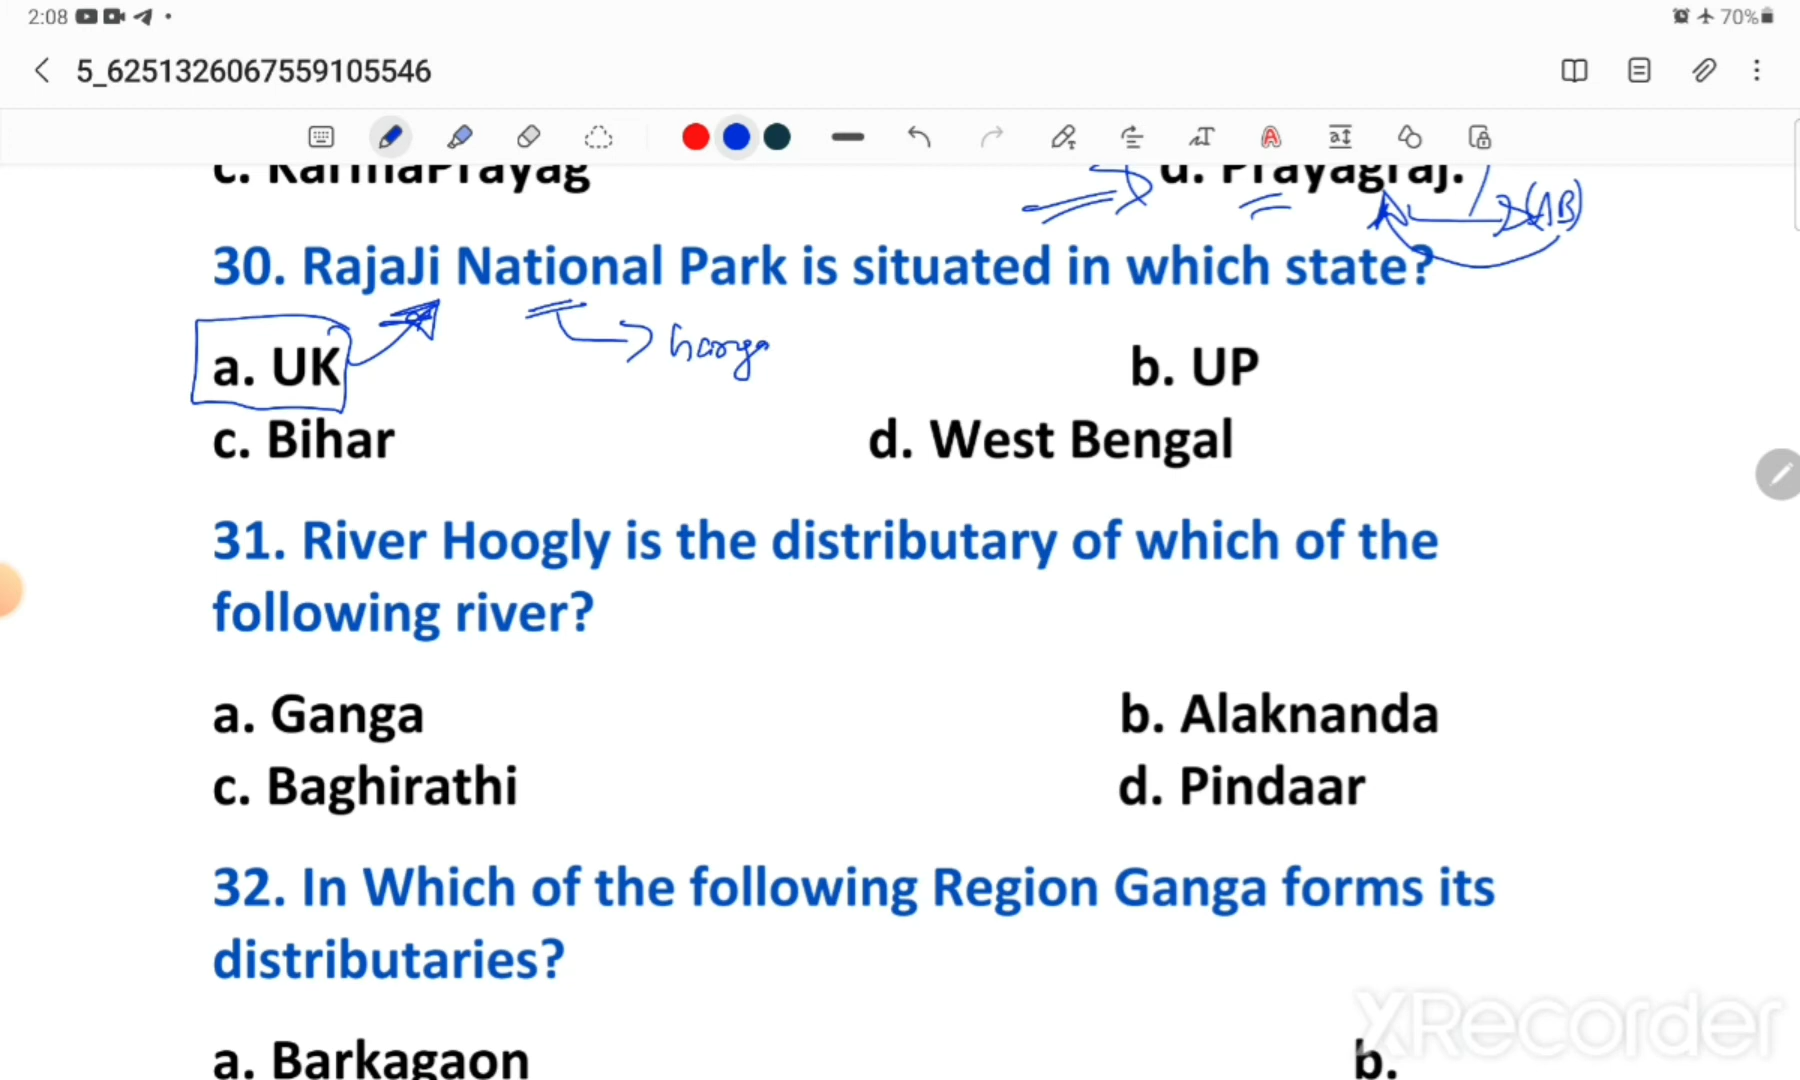 2:08
70%
5_6251326067559105546
c. KarmaPrayag d. Prayagraj.
(AB)
30. RajaJi National Park is situated in which state?
a. UK b. UP
c. Bihar d. West Bengal
31. River Hoogly is the distributary of which of the
following river?
a. Ganga b. Alaknanda
c. Baghirathi d. Pindaar
32. In Which of the following Region Ganga forms its
distributaries?
a. Barkagaon b.
XRecorder